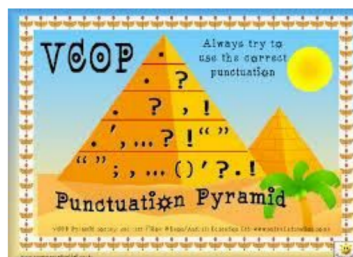 VCOP
Always try to
use the correct
punctuation
.
. ?
. ? , !
. ' , ... ? ! “ ”
“ ” ; , ... ( ) ' ? . !
Punctuation Pyramid